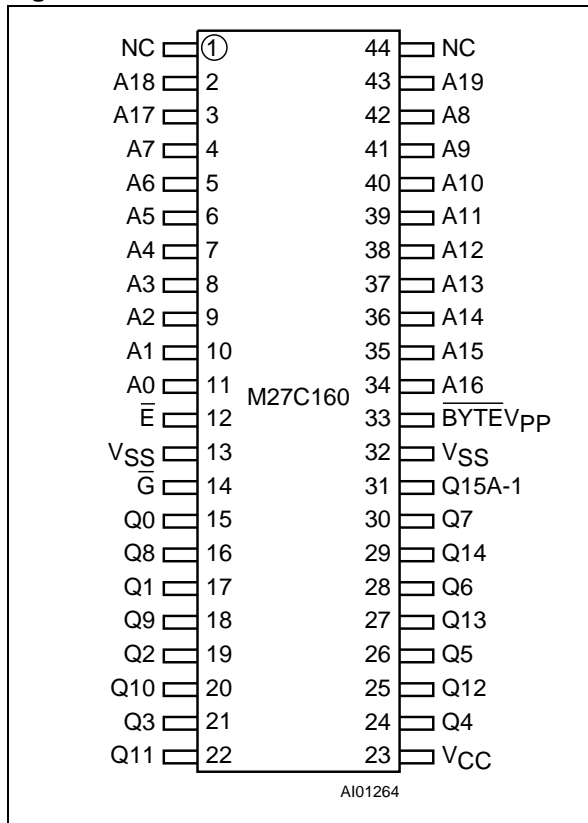 NC 1 44 NC
A18 2 43 A19
A17 3 42 A8
A7 4 41 A9
A6 5 40 A10
A5 6 39 A11
A4 7 38 A12
A3 8 37 A13
A2 9 36 A14
A1 10 35 A15
A0 11 M27C160 34 A16
E̅ 12 33 B̅Y̅T̅E̅VPP
VSS 13 32 VSS
G̅ 14 31 Q15A-1
Q0 15 30 Q7
Q8 16 29 Q14
Q1 17 28 Q6
Q9 18 27 Q13
Q2 19 26 Q5
Q10 20 25 Q12
Q3 21 24 Q4
Q11 22 23 VCC
AI01264